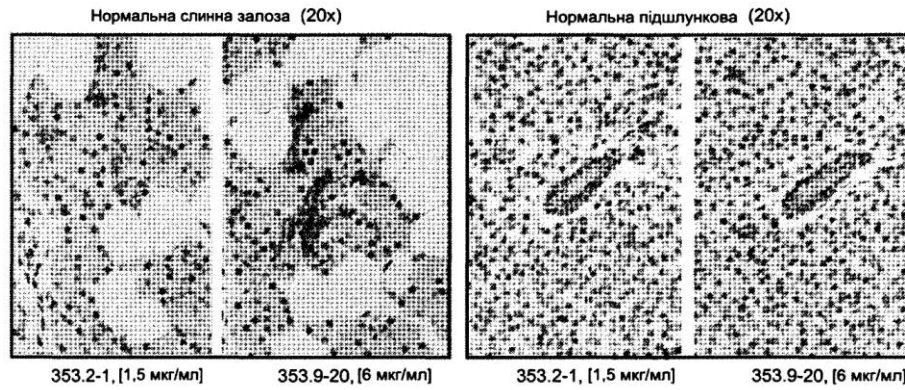 Нормальна слинна залоза (20x)
Нормальна підшлункова (20x)
353.2-1, [1,5 мкг/мл]
353.9-20, [6 мкг/мл]
353.2-1, [1,5 мкг/мл]
353.9-20, [6 мкг/мл]